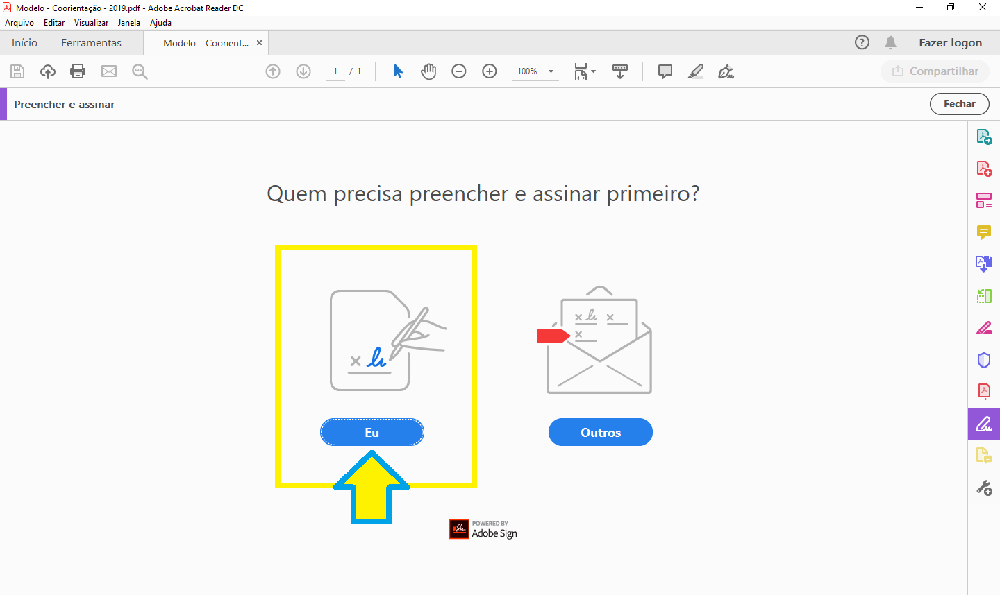 Modelo - Coorientação - 2019.pdf - Adobe Acrobat Reader DC
Arquivo Editar Visualizar Janela Ajuda
Início Ferramentas Modelo - Coorient... × Fazer logon
1 / 1 100% Compartilhar
Preencher e assinar Fechar
Quem precisa preencher e assinar primeiro?
Eu Outros
POWERED BY
Adobe Sign